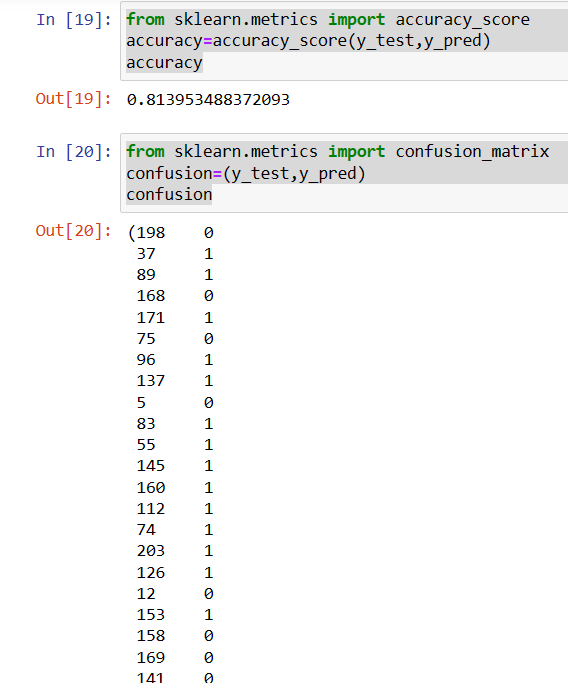 In [19]: from sklearn.metrics import accuracy_score
accuracy=accuracy_score(y_test,y_pred)
accuracy
Out[19]: 0.813953488372093
In [20]: from sklearn.metrics import confusion_matrix
confusion=(y_test,y_pred)
confusion
Out[20]: (198 0
37 1
89 1
168 0
171 1
75 0
96 1
137 1
5 0
83 1
55 1
145 1
160 1
112 1
74 1
203 1
126 1
12 0
153 1
158 0
169 0
141 0